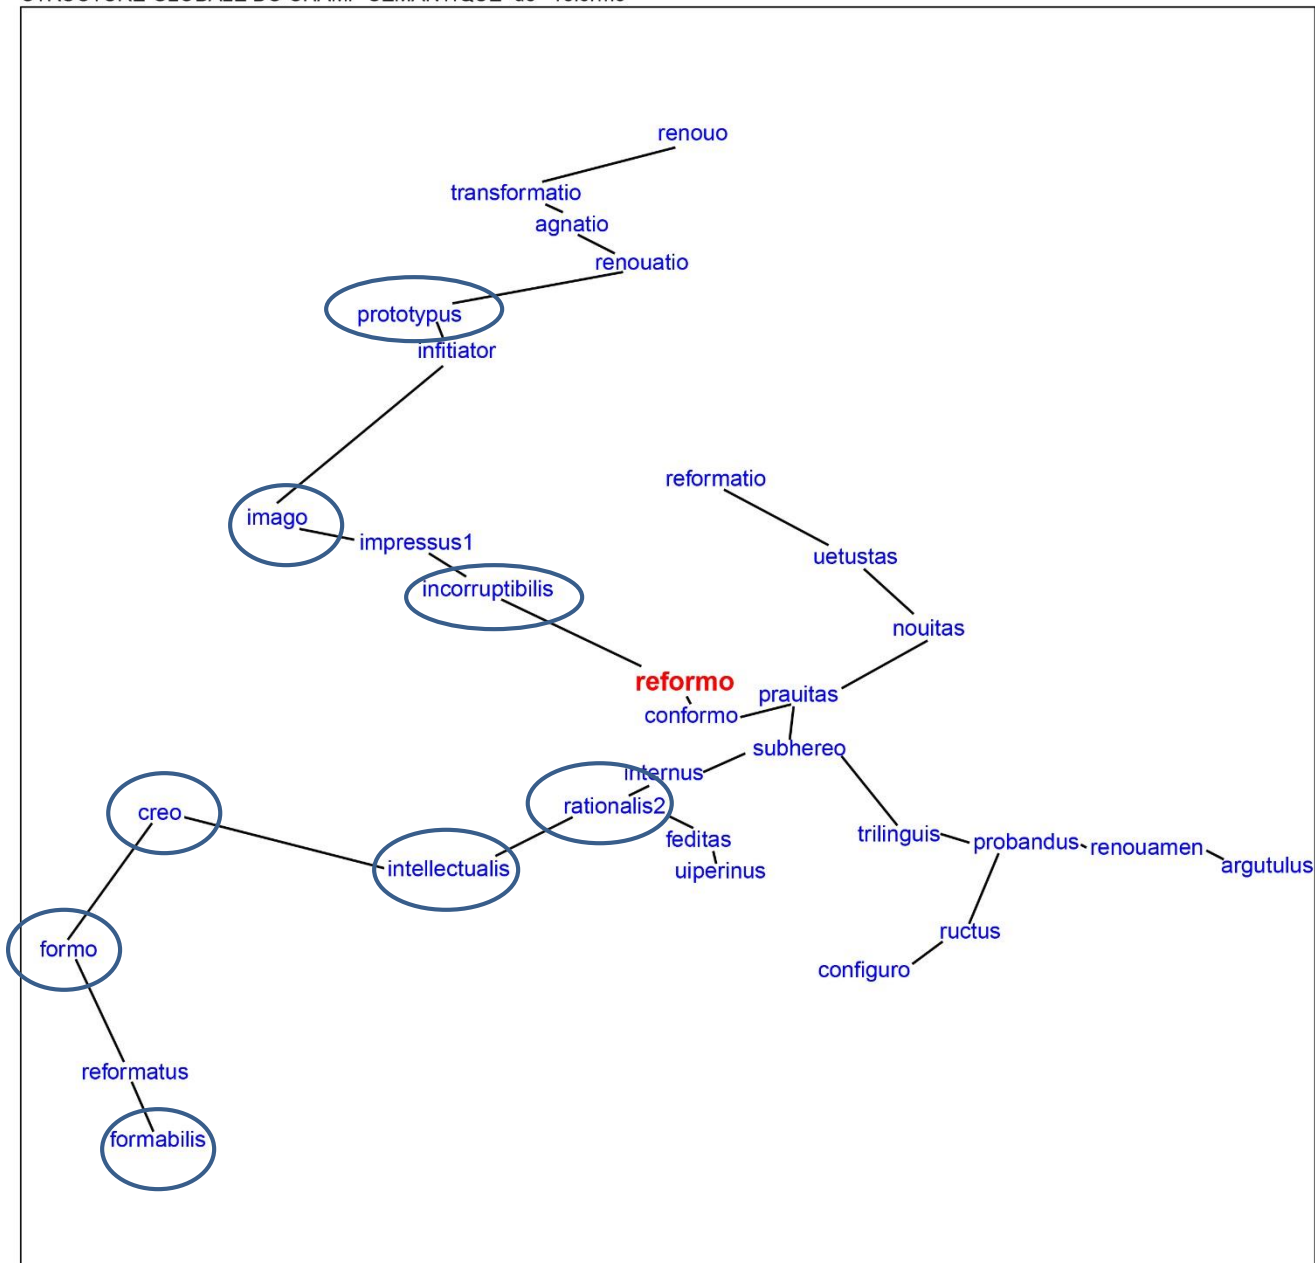 renouo
transformatio
agnatio
renouatio
prototypus
infitiator
reformatio
imago
impressus1
uetustas
incorruptibilis
nouitas
reformo
prauitas
conformo
subhereo
internus
rationalis2
creo
trilinguis
feditas
probandus
renouamen
argutulus
intellectualis
uiperinus
ructus
formo
configuro
reformatus
formabilis